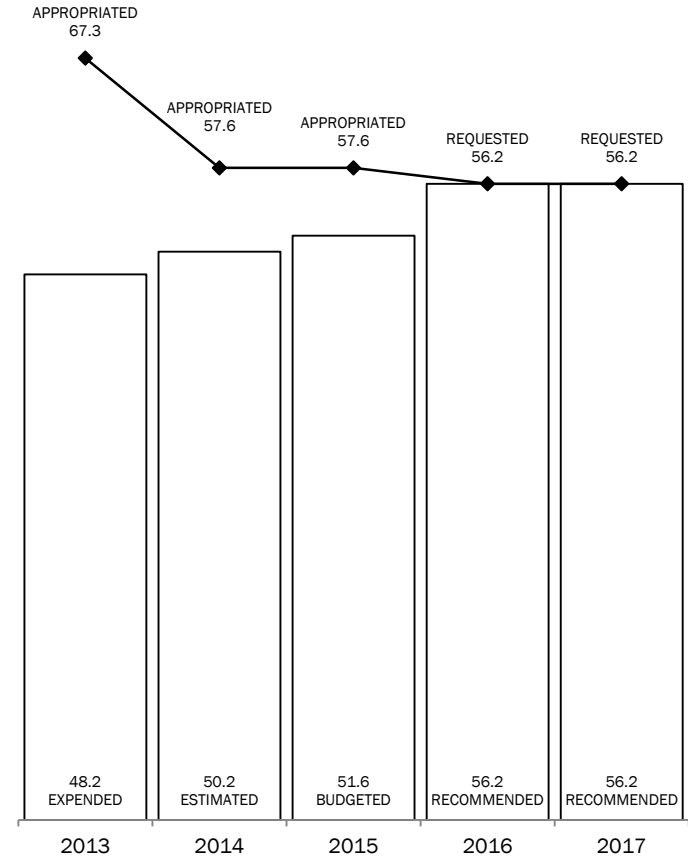 APPROPRIATED
67.3
APPROPRIATED
57.6
APPROPRIATED
57.6
REQUESTED
56.2
REQUESTED
56.2
48.2
EXPENDED
50.2
ESTIMATED
51.6
BUDGETED
56.2
RECOMMENDED
56.2
RECOMMENDED
2013
2014
2015
2016
2017